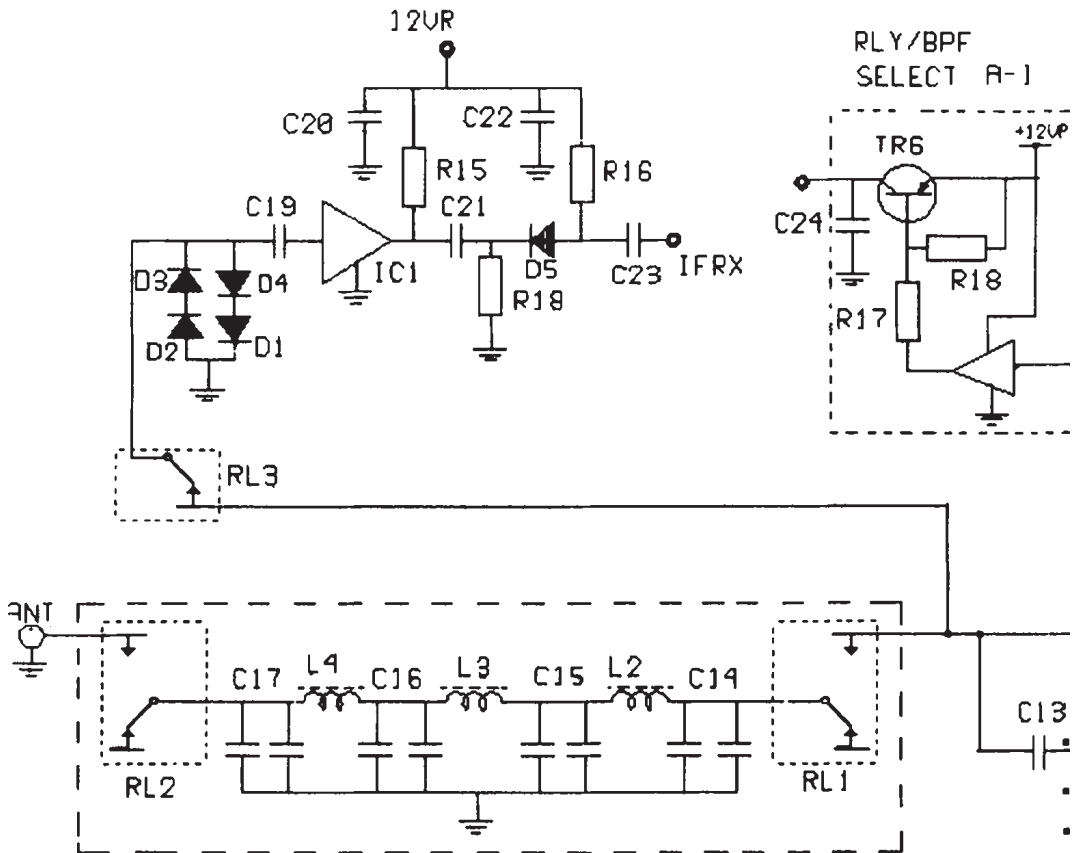 12VR
RLY/BPF
SELECT A-1
C20
C22
R15
R16
TR6
+12VP
C19
C21
C24
D3
D4
IC1
D5
C23
IFRX
R18
R18
R17
D2
D1
RL3
ANT
C17
L4
C16
L3
C15
L2
C14
C13
RL2
RL1